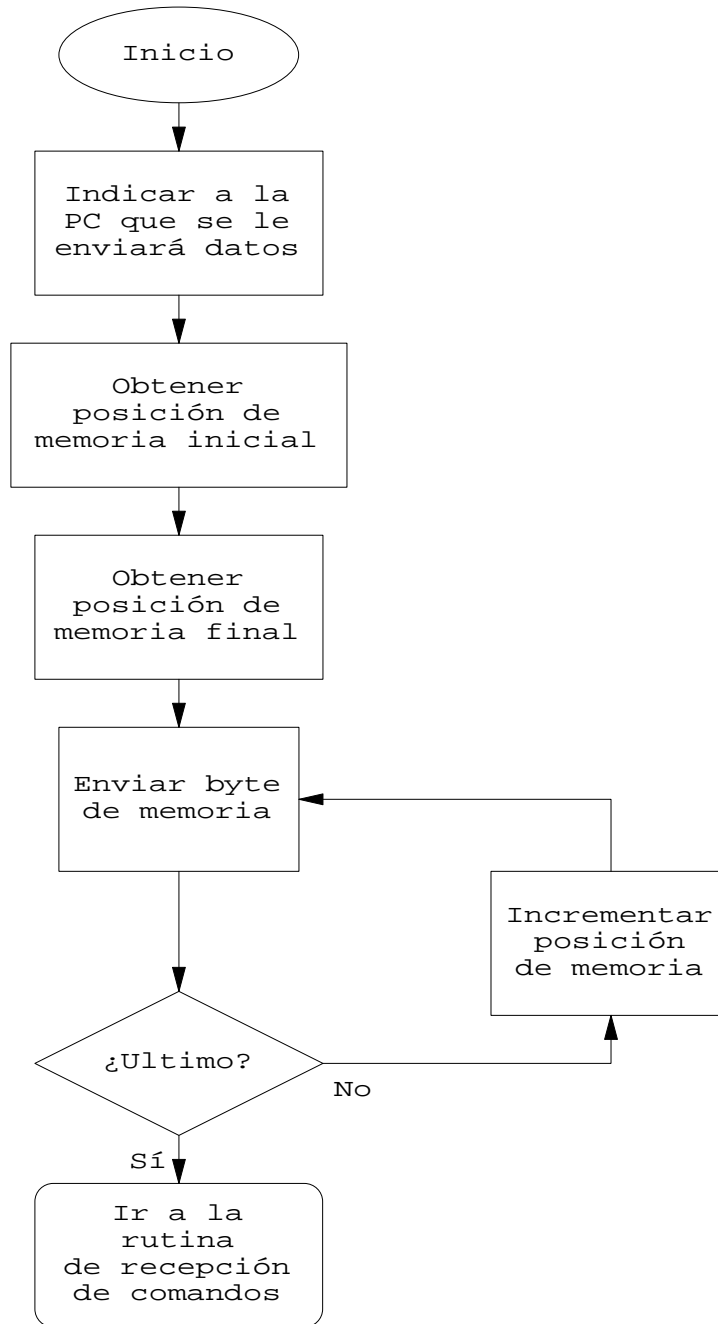 Inicio
Indicar a la
PC que se le
enviará datos
Obtener
posición de
memoria inicial
Obtener
posición de
memoria final
Enviar byte
de memoria
Incrementar
posición
de memoria
¿Ultimo?
No
Sí
Ir a la
rutina
de recepción
de comandos